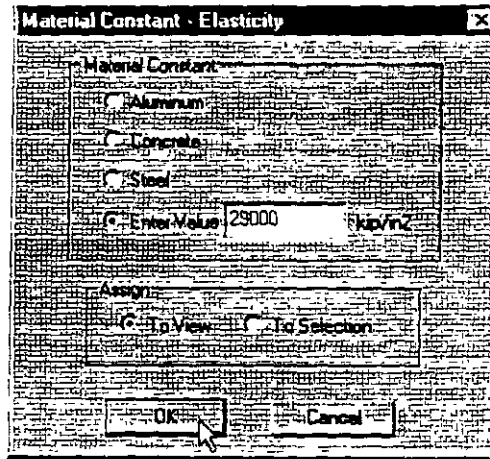 Material Constant - Elasticity
Material Constant
Aluminum
Concrete
Steel
Enter Value 29000 kip/in2
Assign
To View To Selection
OK Cancel